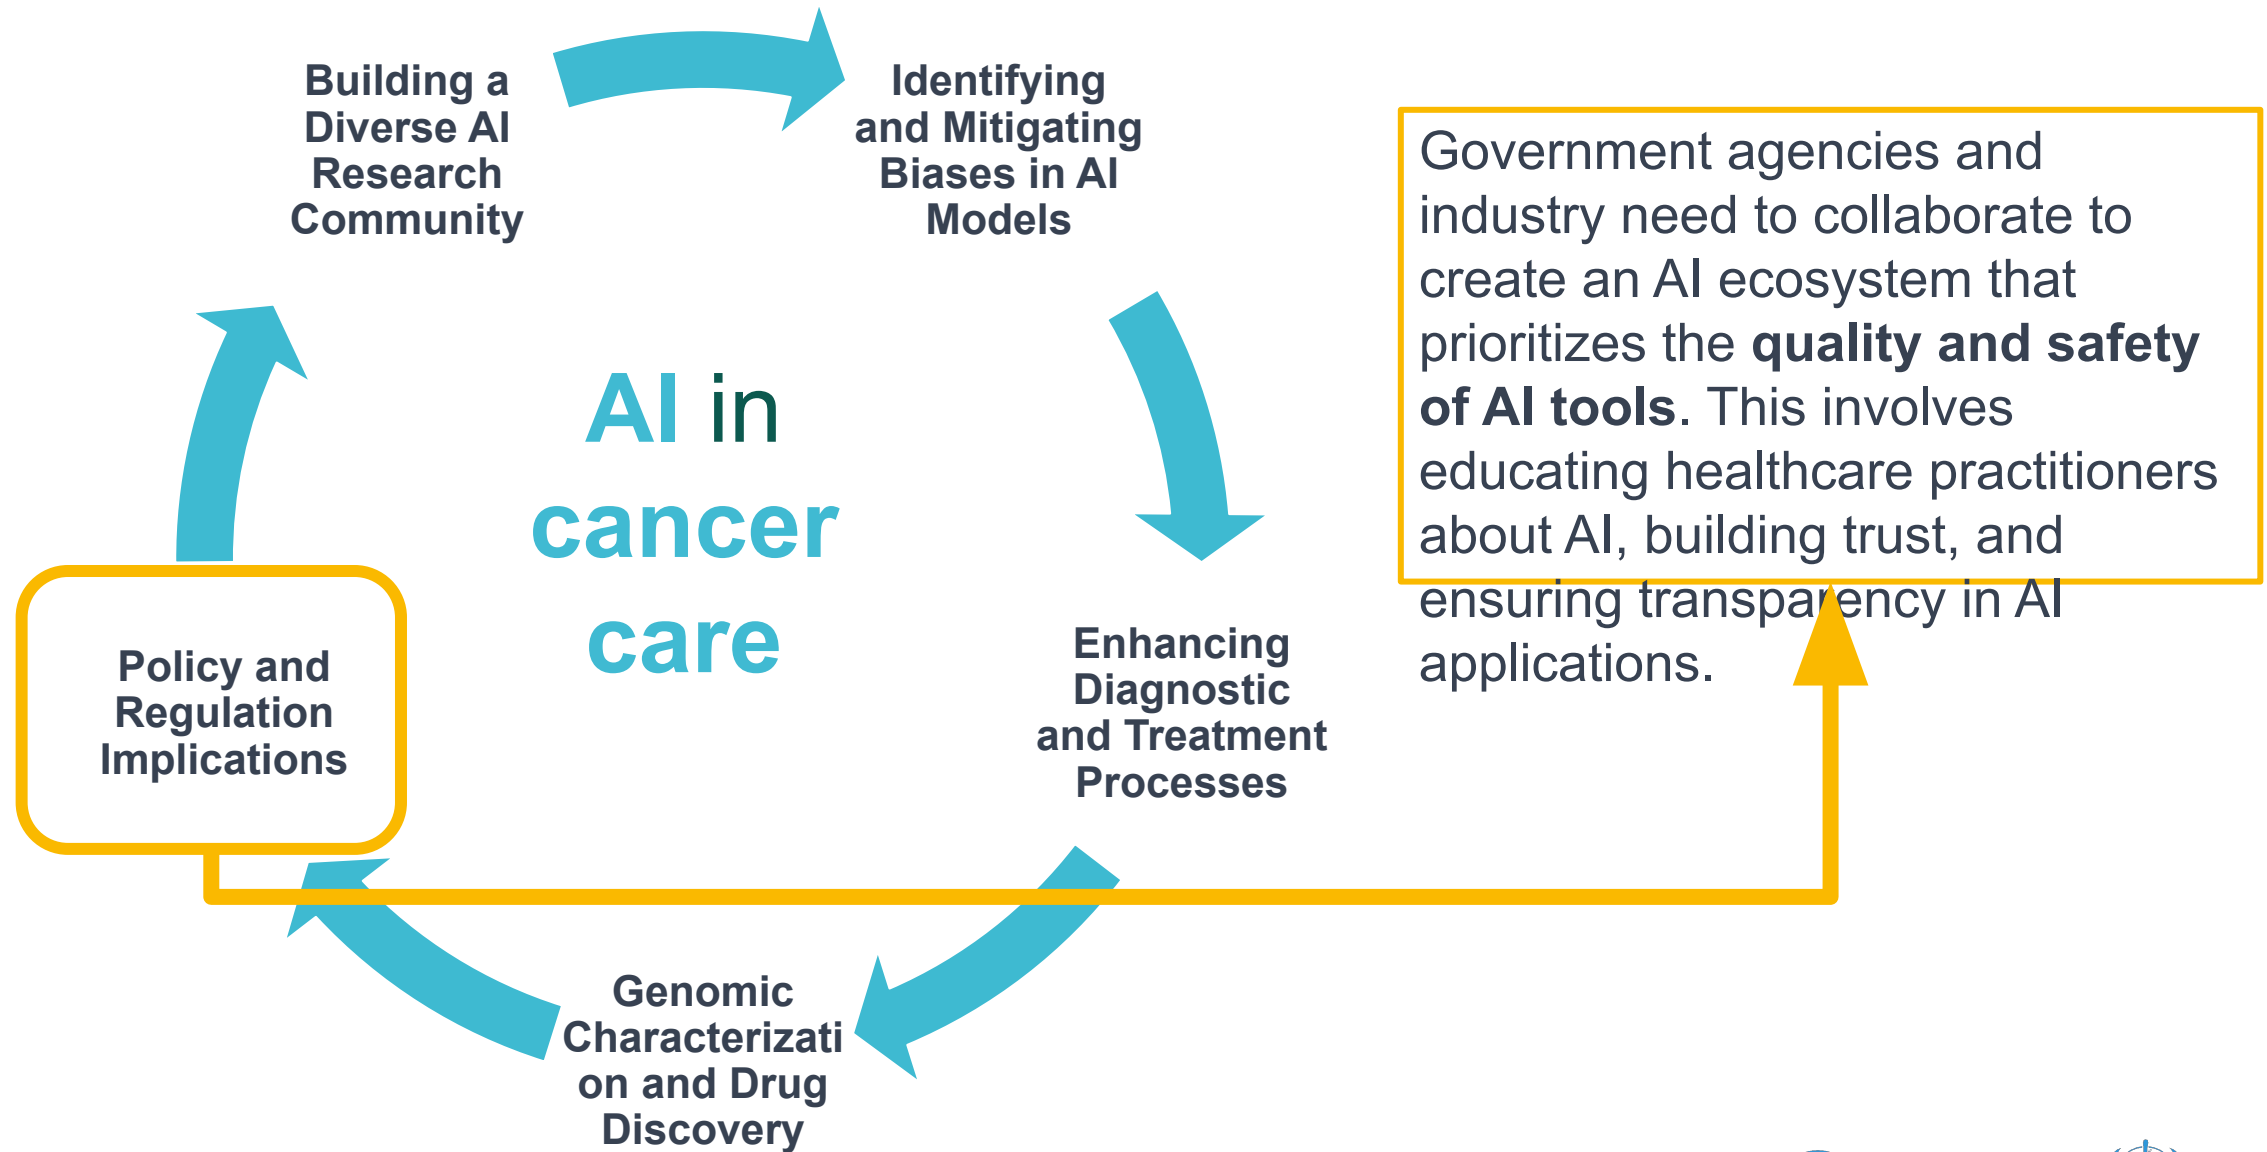 Building a
Diverse AI
Research
Community
Identifying
and Mitigating
Biases in AI
Models
Government agencies and
industry need to collaborate to
create an AI ecosystem that
prioritizes the quality and safety
of AI tools. This involves
educating healthcare practitioners
about AI, building trust, and
ensuring transparency in AI
applications.
AI in
cancer
care
Enhancing
Diagnostic
and Treatment
Processes
Policy and
Regulation
Implications
Genomic
Characterizati
on and Drug
Discovery